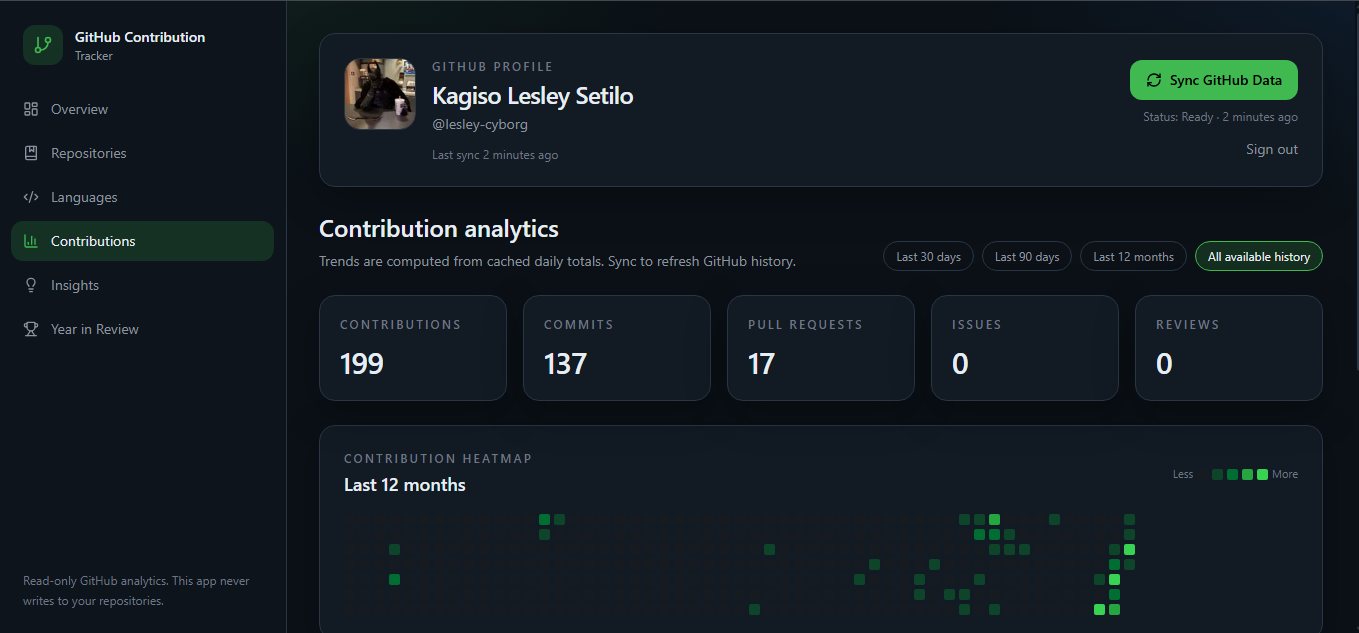 GitHub Contribution
Tracker
Overview
Repositories
Languages
Contributions
Insights
Year in Review
Read-only GitHub analytics. This app never
writes to your repositories.
GITHUB PROFILE
Kagiso Lesley Setilo
@lesley-cyborg
Last sync 2 minutes ago
Sync GitHub Data
Status: Ready · 2 minutes ago
Sign out
Contribution analytics
Trends are computed from cached daily totals. Sync to refresh GitHub history.
Last 30 days
Last 90 days
Last 12 months
All available history
CONTRIBUTIONS
199
COMMITS
137
PULL REQUESTS
17
ISSUES
0
REVIEWS
0
CONTRIBUTION HEATMAP
Last 12 months
Less
More